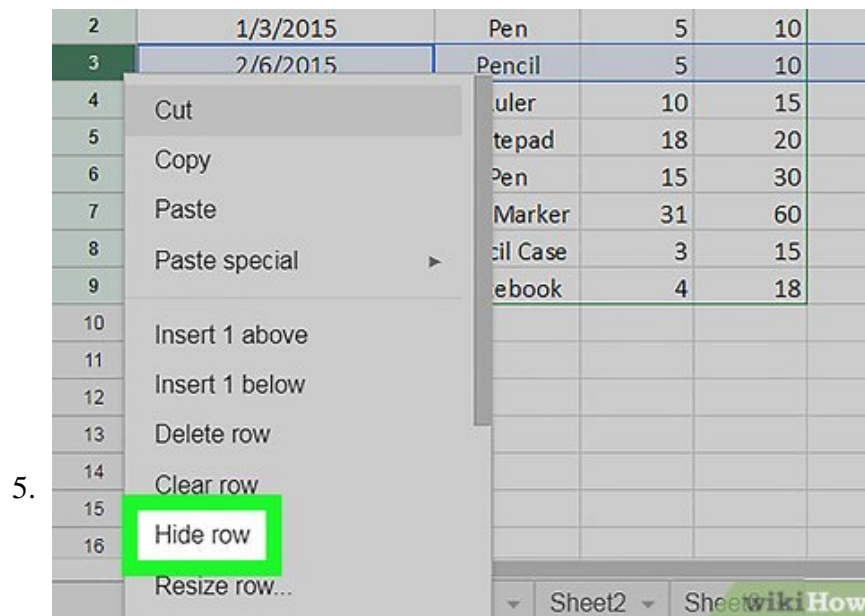 2 1/3/2015 Pen 5 10
3 2/6/2015 Pencil 5 10
4 uler 10 15
5 tepad 18 20
6 Pen 15 30
7 Marker 31 60
8 cil Case 3 15
9 ebook 4 18
10
11
12
13
14
15
16
Cut
Copy
Paste
Paste special
Insert 1 above
Insert 1 below
Delete row
Clear row
5.
Hide row
Resize row...
Sheet2
wikiHow